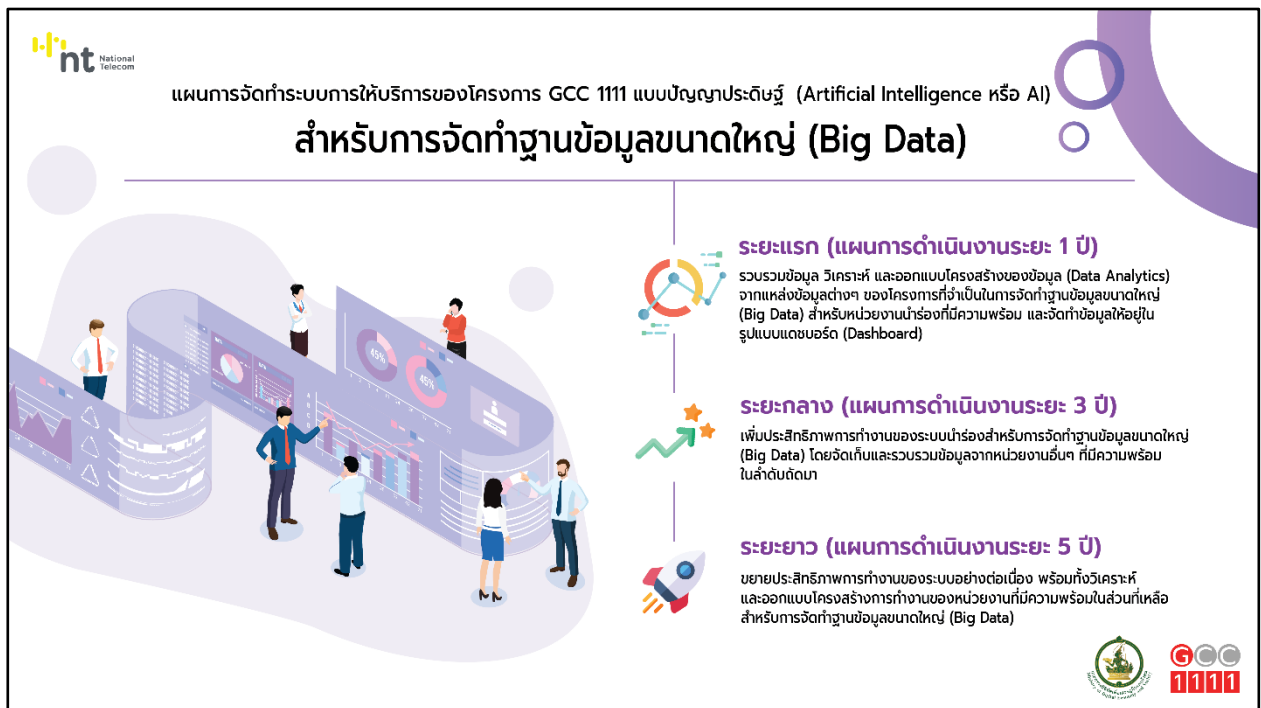 nt National
Telecom
แผนการจัดทำระบบการให้บริการของโครงการ GCC 1111 แบบปัญญาประดิษฐ์ (Artificial Intelligence หรือ AI)
สำหรับการจัดทำฐานข้อมูลขนาดใหญ่ (Big Data)
ระยะแรก (แผนการดำเนินงานระยะ 1 ปี)
รวบรวมข้อมูล วิเคราะห์ และออกแบบโครงสร้างของข้อมูล (Data Analytics)
จากแหล่งข้อมูลต่างๆ ของโครงการที่จำเป็นในการจัดทำฐานข้อมูลขนาดใหญ่
(Big Data) สำหรับหน่วยงานนำร่องที่มีความพร้อม และจัดทำข้อมูลให้อยู่ใน
รูปแบบแดชบอร์ด (Dashboard)
45%
45%
ระยะกลาง (แผนการดำเนินงานระยะ 3 ปี)
เพิ่มประสิทธิภาพการทำงานของระบบนำร่องสำหรับการจัดทำฐานข้อมูลขนาดใหญ่
(Big Data) โดยจัดเก็บและรวบรวมข้อมูลจากหน่วยงานอื่นๆ ที่มีความพร้อม
ในลำดับถัดมา
ระยะยาว (แผนการดำเนินงานระยะ 5 ปี)
ขยายประสิทธิภาพการทำงานของระบบอย่างต่อเนื่อง พร้อมทั้งวิเคราะห์
และออกแบบโครงสร้างการทำงานของหน่วยงานที่มีความพร้อมในส่วนที่เหลือ
สำหรับการจัดทำฐานข้อมูลขนาดใหญ่ (Big Data)
GCC
1111